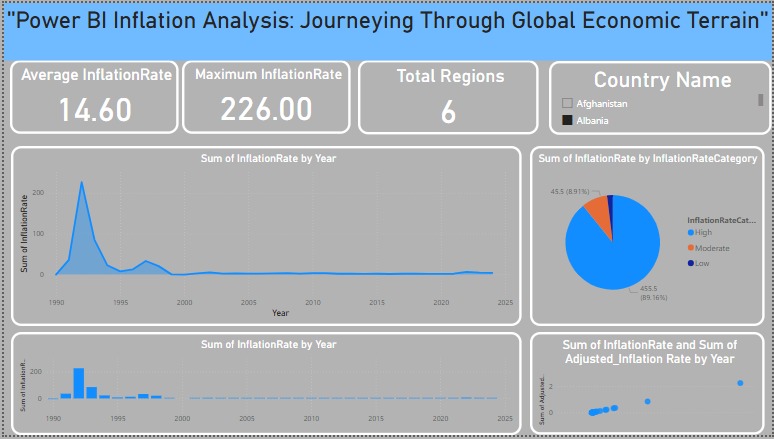 "Power BI Inflation Analysis: Journeying Through Global Economic Terrain"
Average InflationRate
14.60
Maximum InflationRate
226.00
Total Regions
6
Country Name
Afghanistan
Albania
Sum of InflationRate by Year
Sum of InflationRate
200
100
0
1990
1995
2000
2005
2010
2015
2020
2025
Year
Sum of InflationRate by InflationRateCategory
43.5 (8.91%)
455.5
(89.16%)
InflationRateCat...
High
Moderate
Low
Sum of InflationRate by Year
Sum of InflationR...
200
0
1990
1995
2000
2005
2010
2015
2020
2025
Sum of InflationRate and Sum of
Adjusted_Inflation Rate by Year
Sum of Adjusted...
2
0